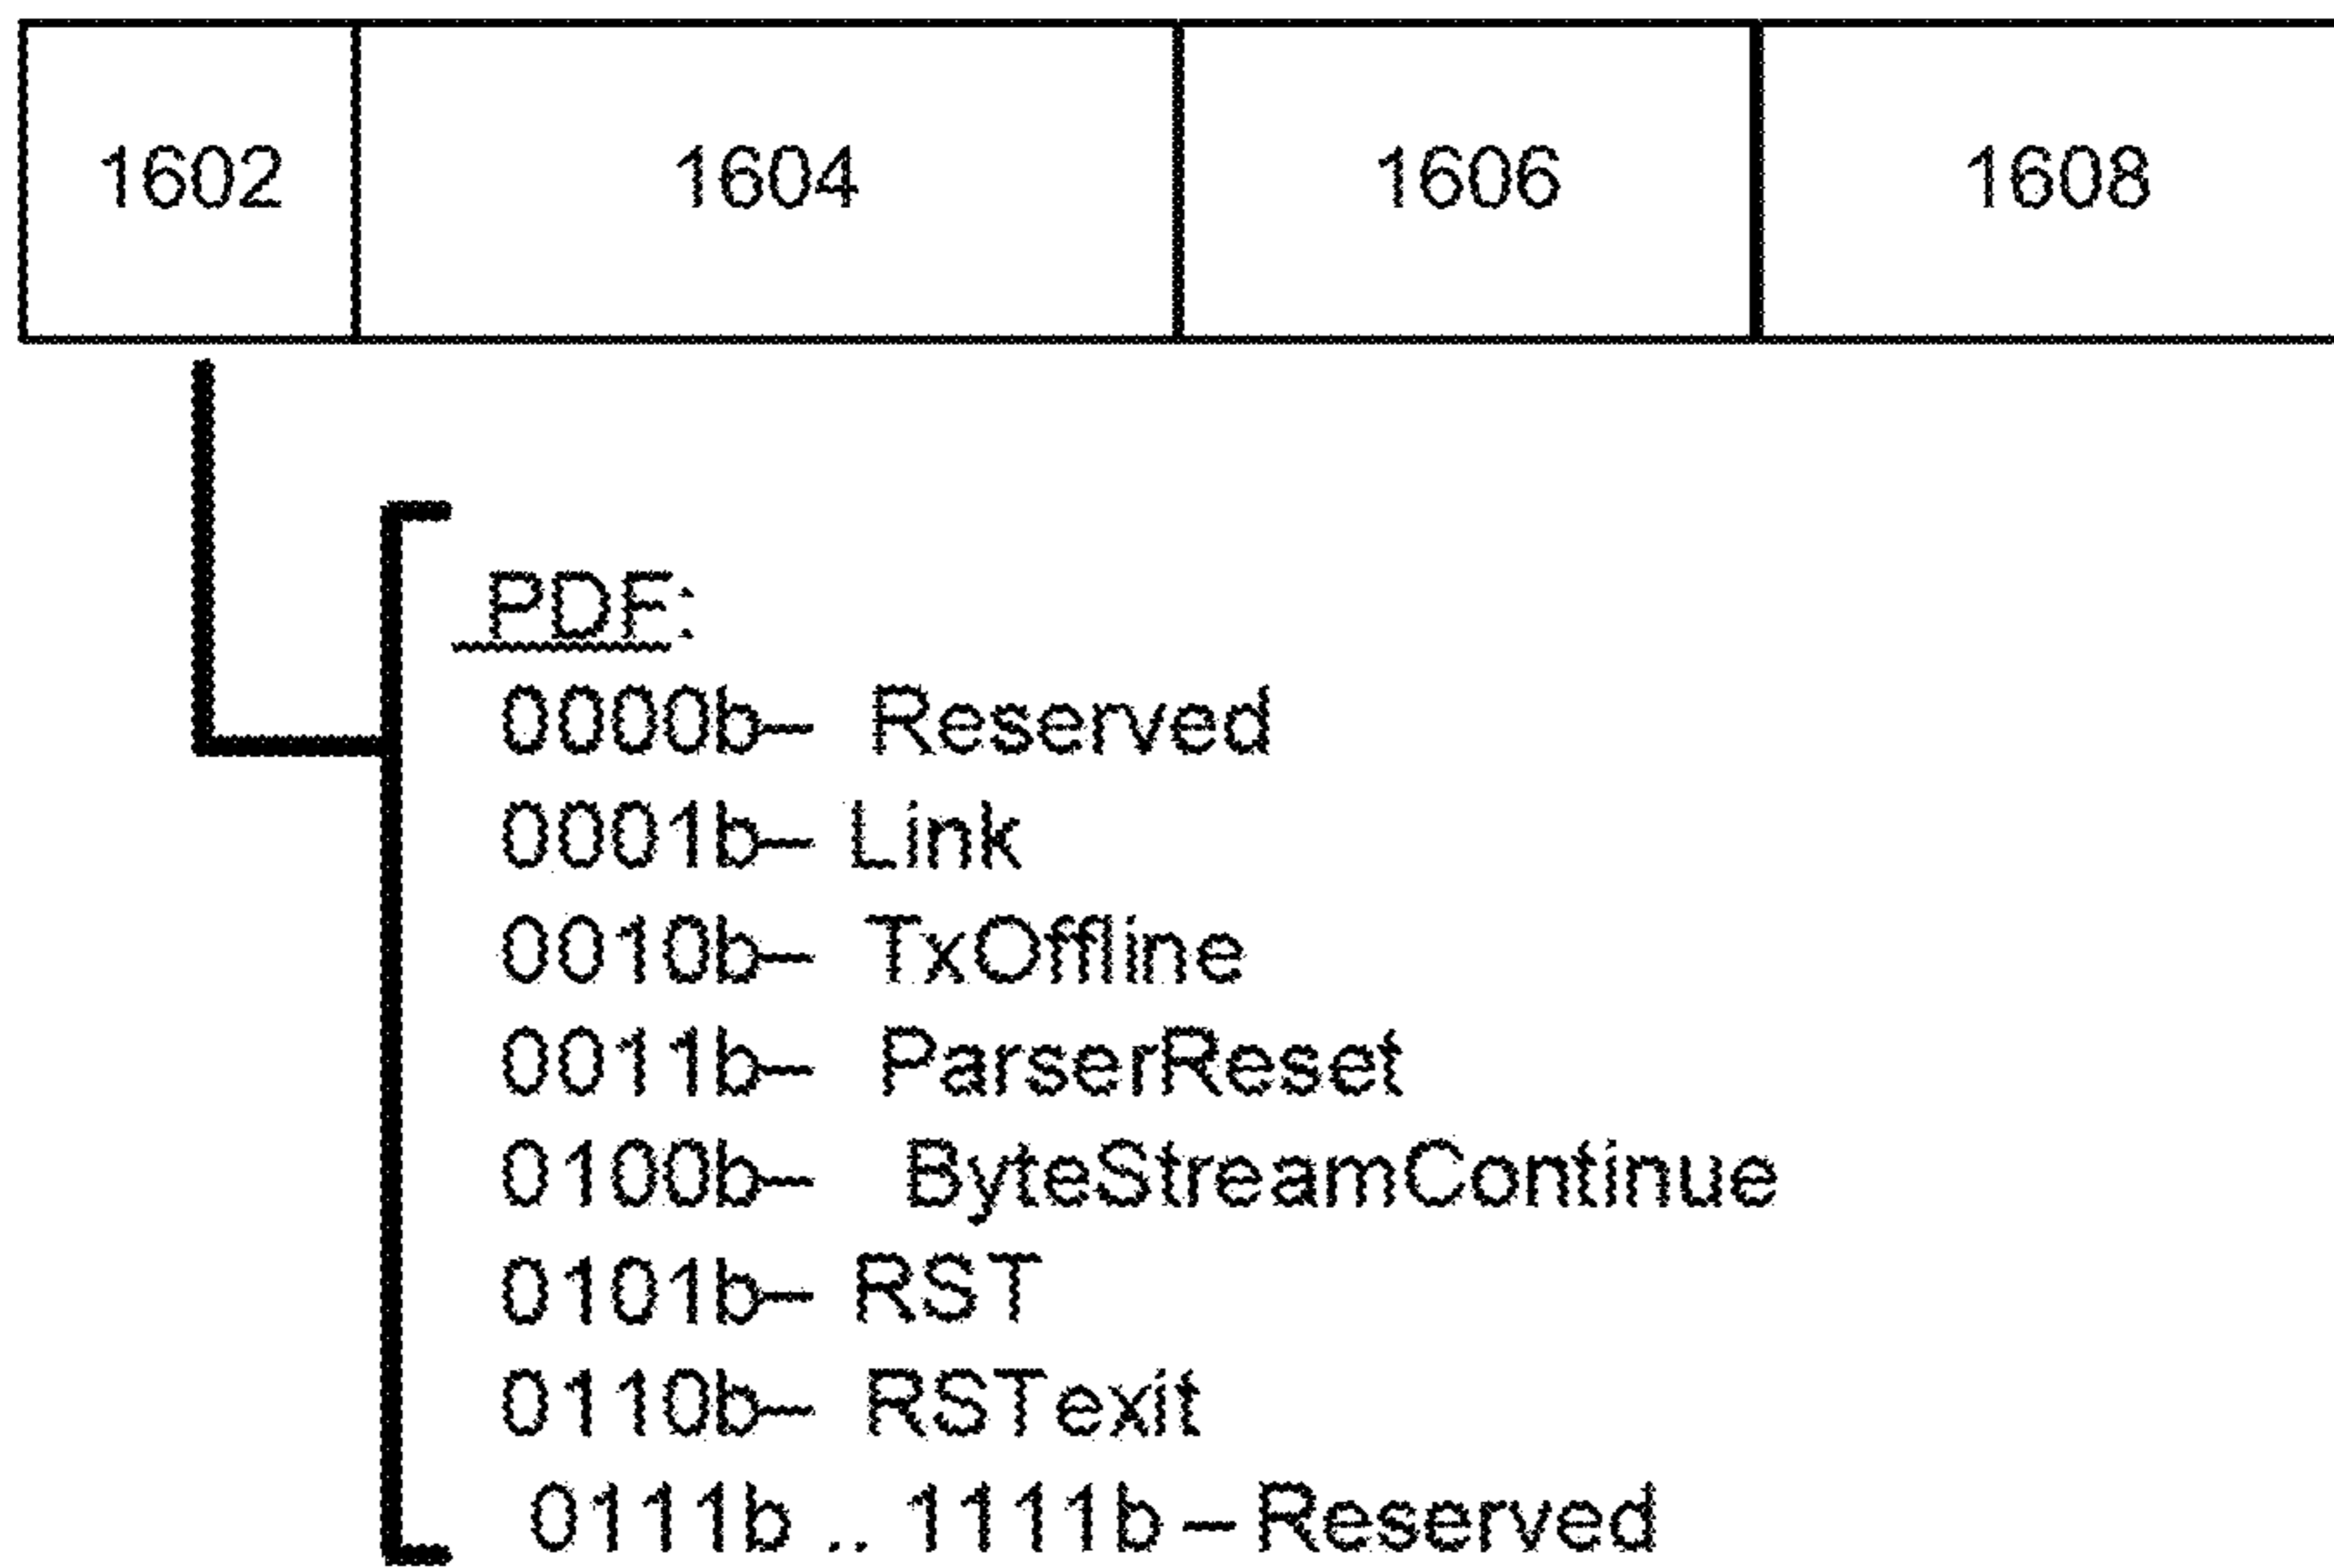 1602 1604 1606 1608
PDF:
0000b– Reserved
0001b– Link
0010b– TxOffline
0011b– ParserReset
0100b– ByteStreamContinue
0101b– RST
0110b– RSTexit
0111b .. 1111b – Reserved